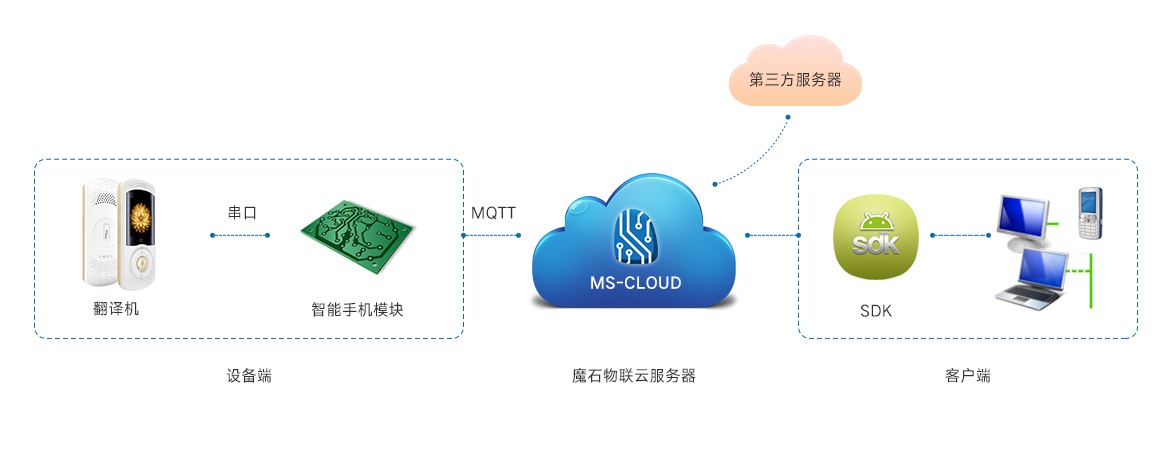 第三方服务器
串口
MQTT
sdk
MS-CLOUD
翻译机
智能手机模块
SDK
设备端
魔石物联云服务器
客户端